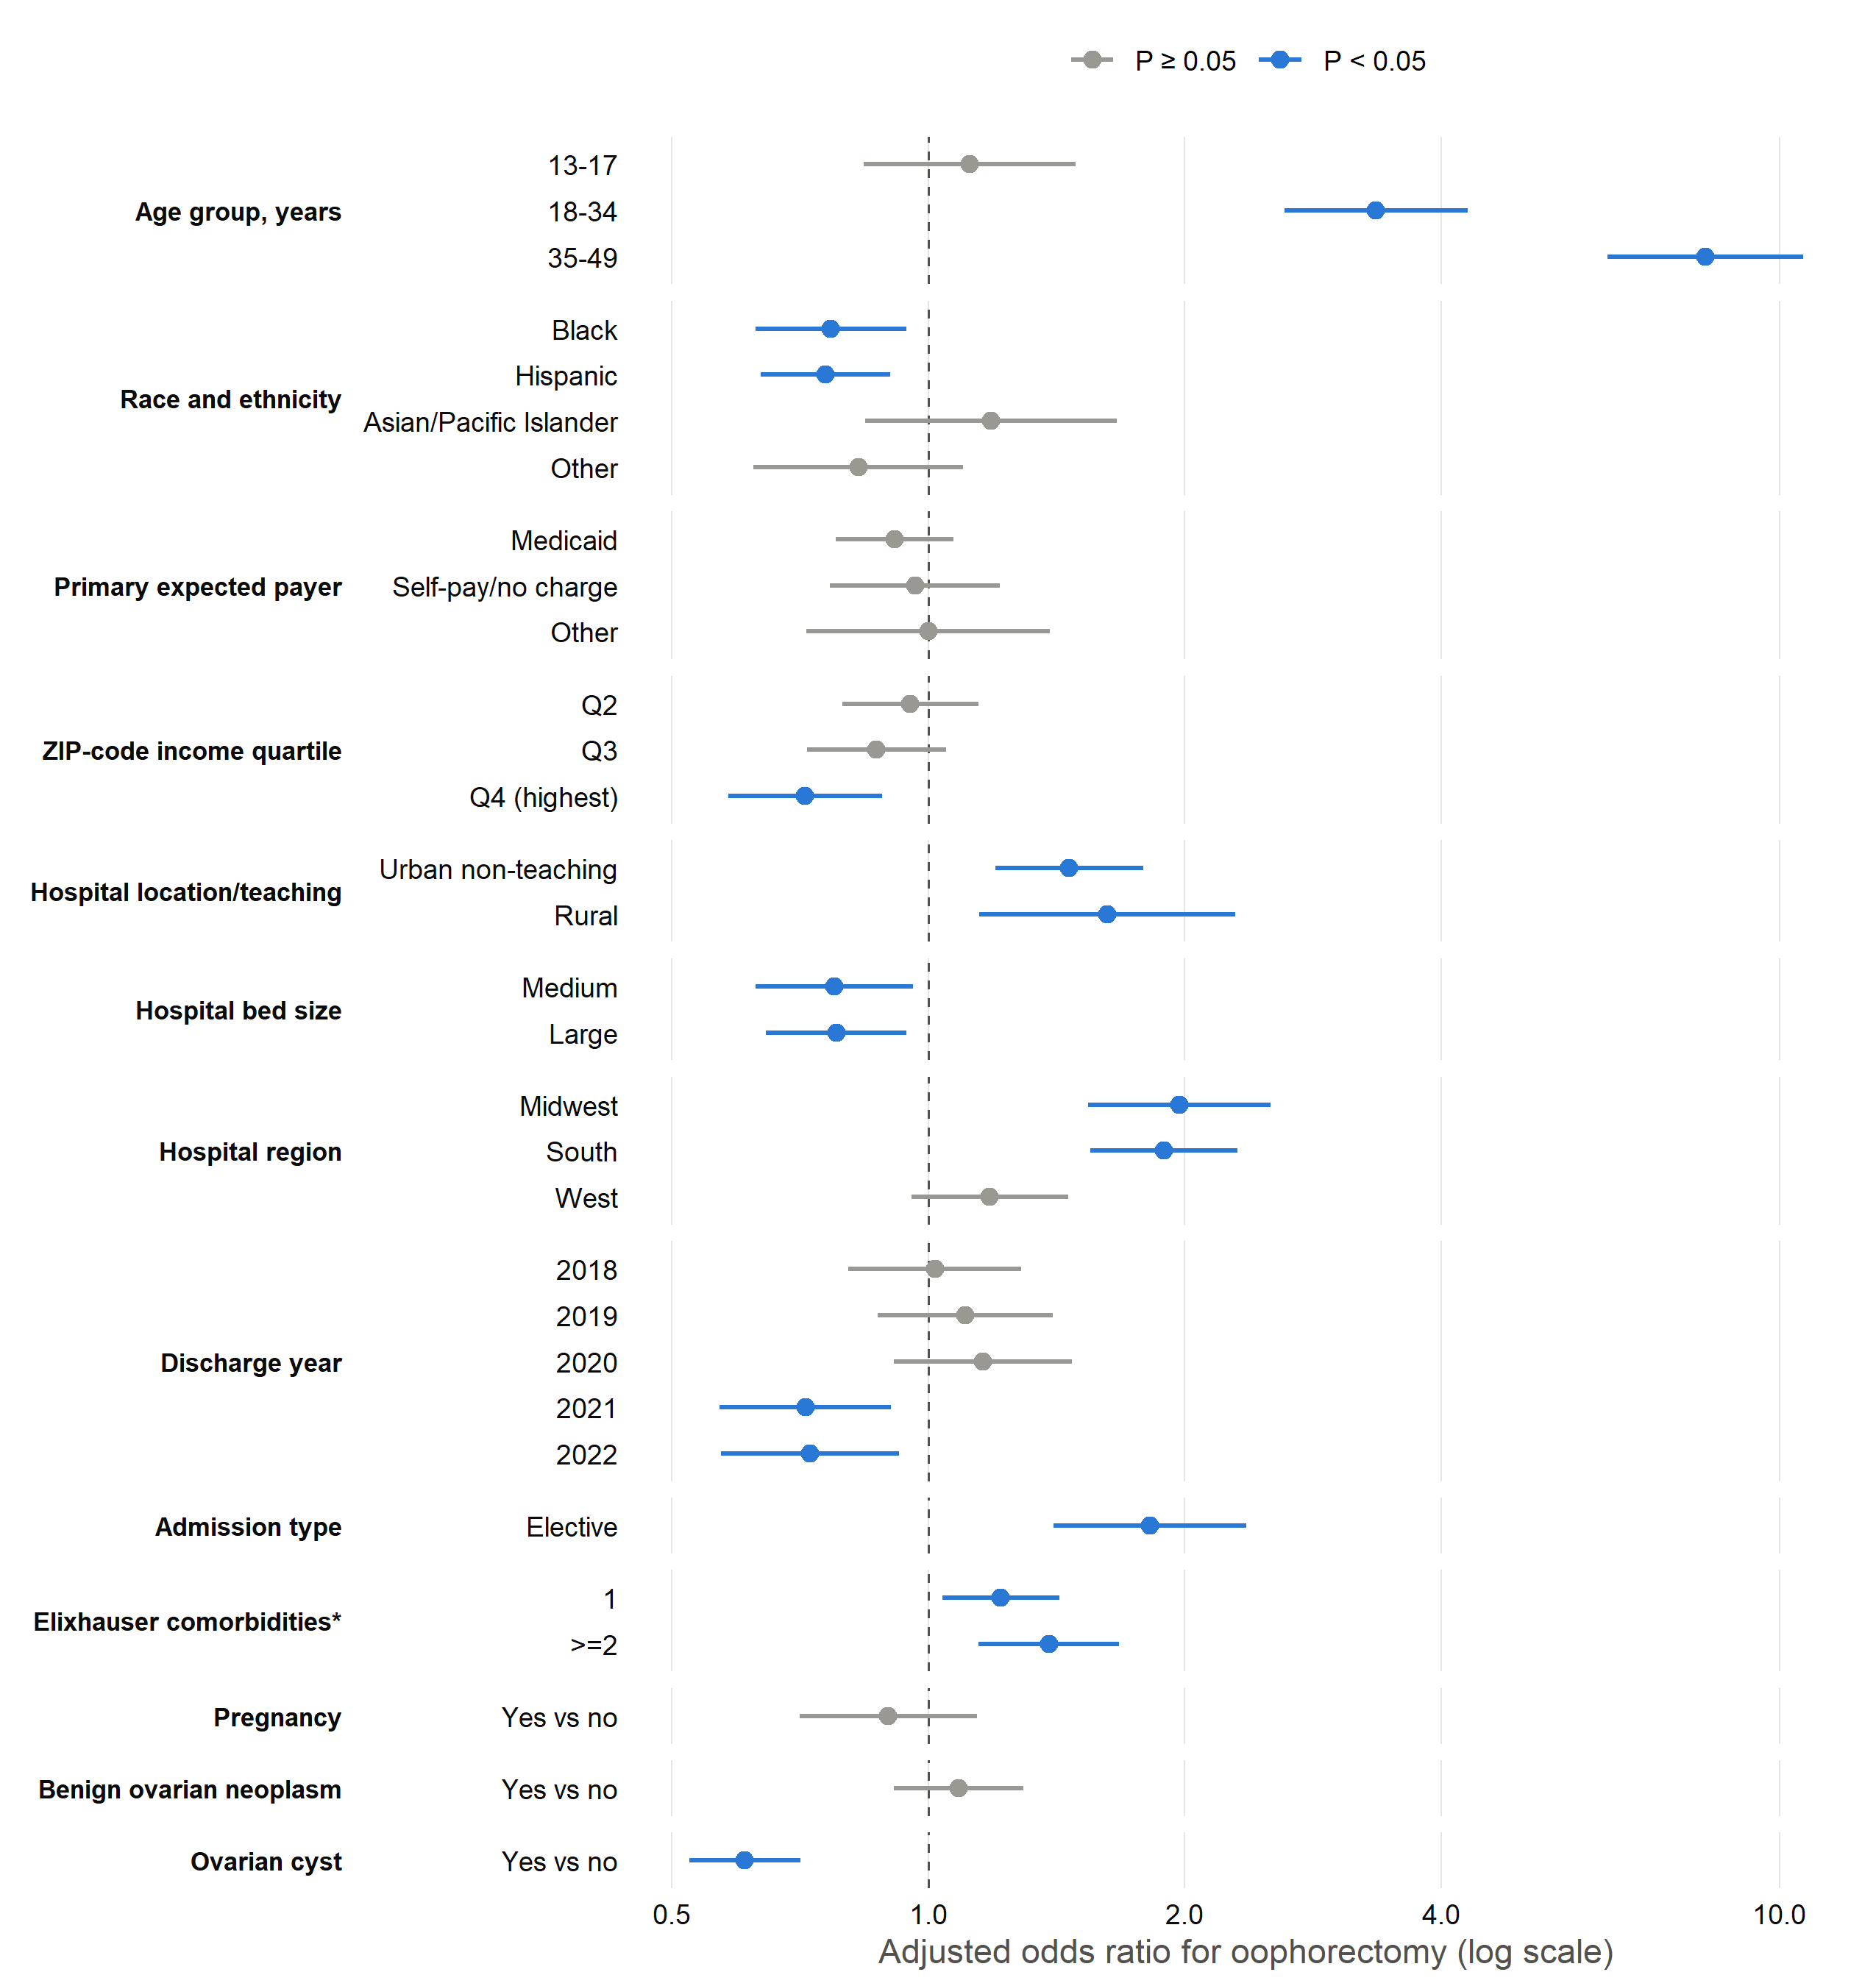 P ≥ 0.05 P < 0.05
13-17
Age group, years 18-34
35-49
Black
Hispanic
Race and ethnicity
Asian/Pacific Islander
Other
Medicaid
Primary expected payer Self-pay/no charge
Other
Q2
ZIP-code income quartile Q3
Q4 (highest)
Urban non-teaching
Hospital location/teaching
Rural
Medium
Hospital bed size
Large
Midwest
Hospital region South
West
2018
2019
Discharge year 2020
2021
2022
Admission type Elective
1
Elixhauser comorbidities*
>=2
Pregnancy Yes vs no
Benign ovarian neoplasm Yes vs no
Ovarian cyst Yes vs no
0.5 1.0 2.0 4.0 10.0
Adjusted odds ratio for oophorectomy (log scale)